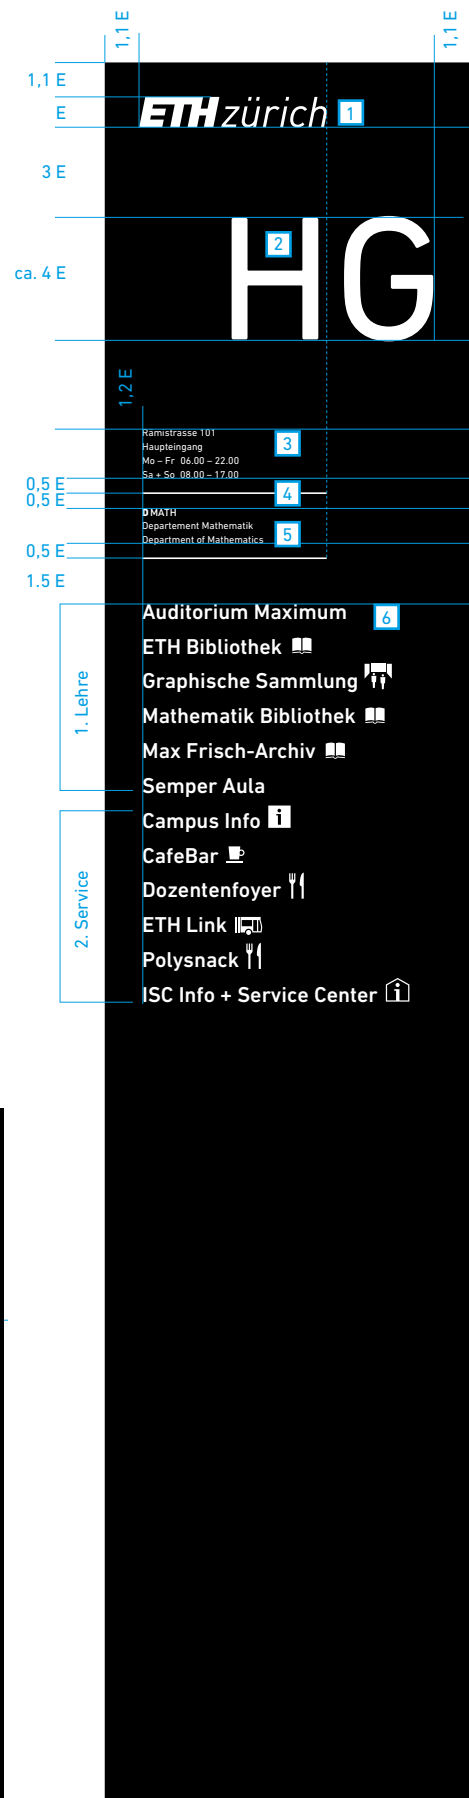 1,1 E
1,1 E
1,1 E
E
ETH zürich
1
3 E
2
HG
ca. 4 E
1,2 E
Rämistrasse 101
3
Haupteingang
Mo – Fr 06.00 – 22.00
Sa + So 08.00 – 17.00
0,5 E
4
0,5 E
D MATH
Departement Mathematik
5
Department of Mathematics
0,5 E
1.5 E
1. Lehre
Auditorium Maximum
6
ETH Bibliothek
Graphische Sammlung
Mathematik Bibliothek
Max Frisch-Archiv
Semper Aula
2. Service
Campus Info i
CafeBar
Dozentenfoyer
ETH Link
Polysnack
ISC Info + Service Center i